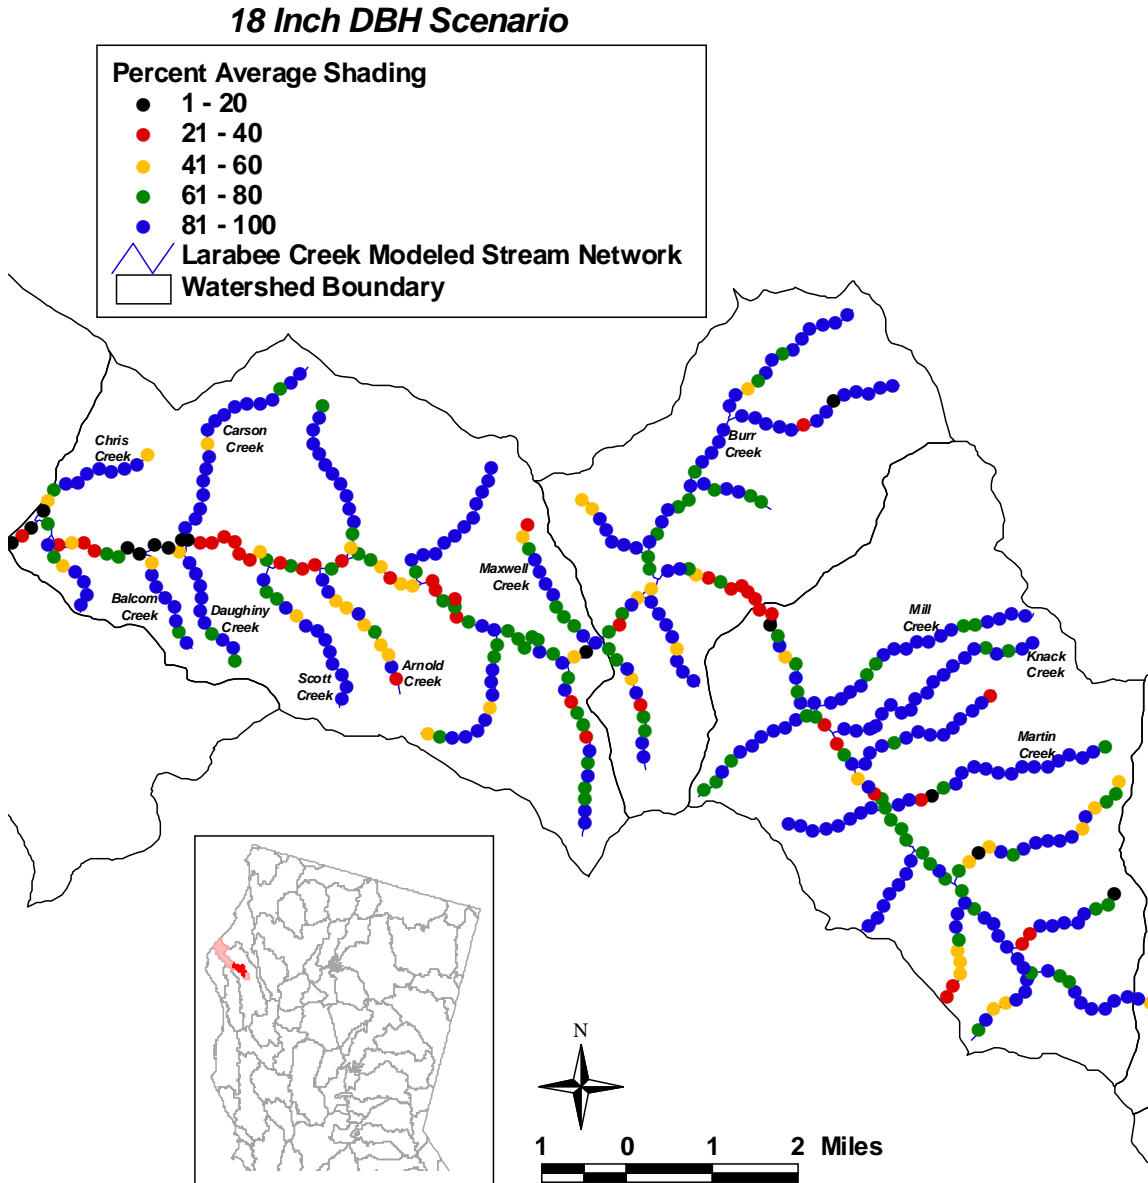 18 Inch DBH Scenario
Percent Average Shading
1 - 20
21 - 40
41 - 60
61 - 80
81 - 100
Larabee Creek Modeled Stream Network
Watershed Boundary
Chris
Creek
Carson
Creek
Burr
Creek
Maxwell
Creek
Balcom
Creek
Daughiny
Creek
Scott
Creek
Arnold
Creek
Mill
Creek
Knack
Creek
Martin
Creek
N
1 0 1 2 Miles